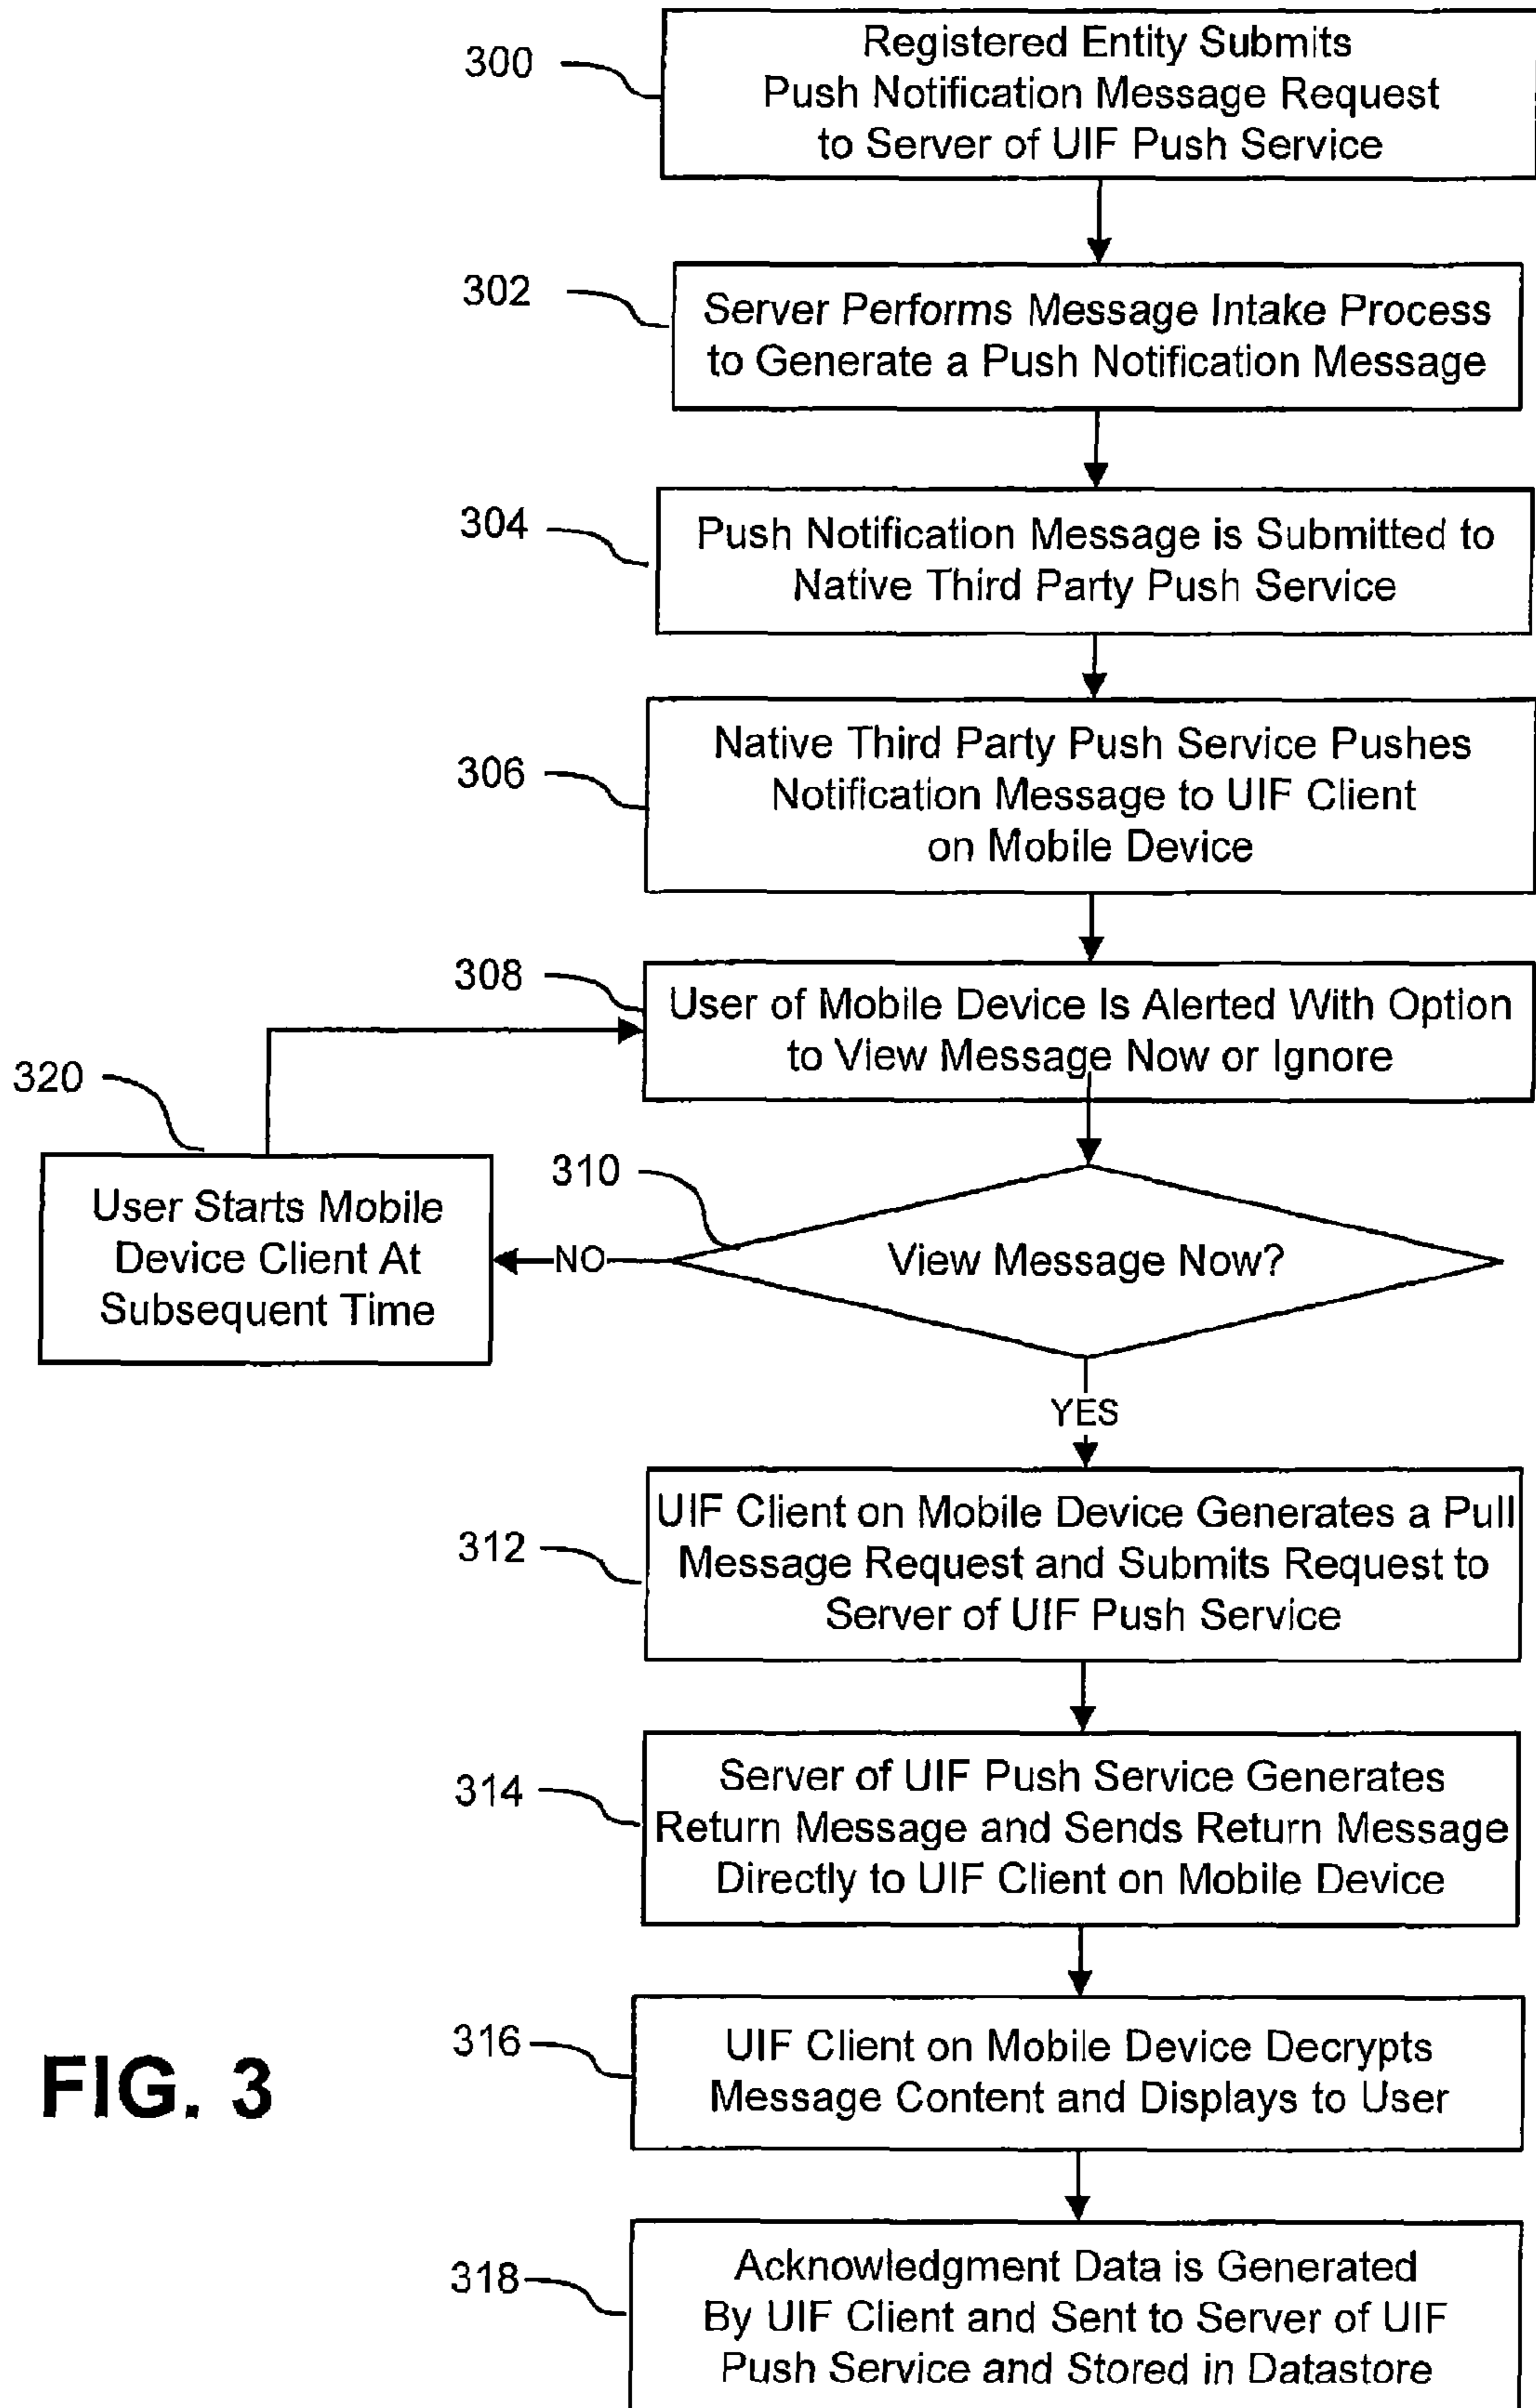 300
Registered Entity Submits
Push Notification Message Request
to Server of UIF Push Service
302
Server Performs Message Intake Process
to Generate a Push Notification Message
304
Push Notification Message is Submitted to
Native Third Party Push Service
306
Native Third Party Push Service Pushes
Notification Message to UIF Client
on Mobile Device
308
User of Mobile Device Is Alerted With Option
to View Message Now or Ignore
320
User Starts Mobile
Device Client At
Subsequent Time
310
NO
View Message Now?
YES
312
UIF Client on Mobile Device Generates a Pull
Message Request and Submits Request to
Server of UIF Push Service
314
Server of UIF Push Service Generates
Return Message and Sends Return Message
Directly to UIF Client on Mobile Device
316
UIF Client on Mobile Device Decrypts
Message Content and Displays to User
FIG. 3
318
Acknowledgment Data is Generated
By UIF Client and Sent to Server of UIF
Push Service and Stored in Datastore